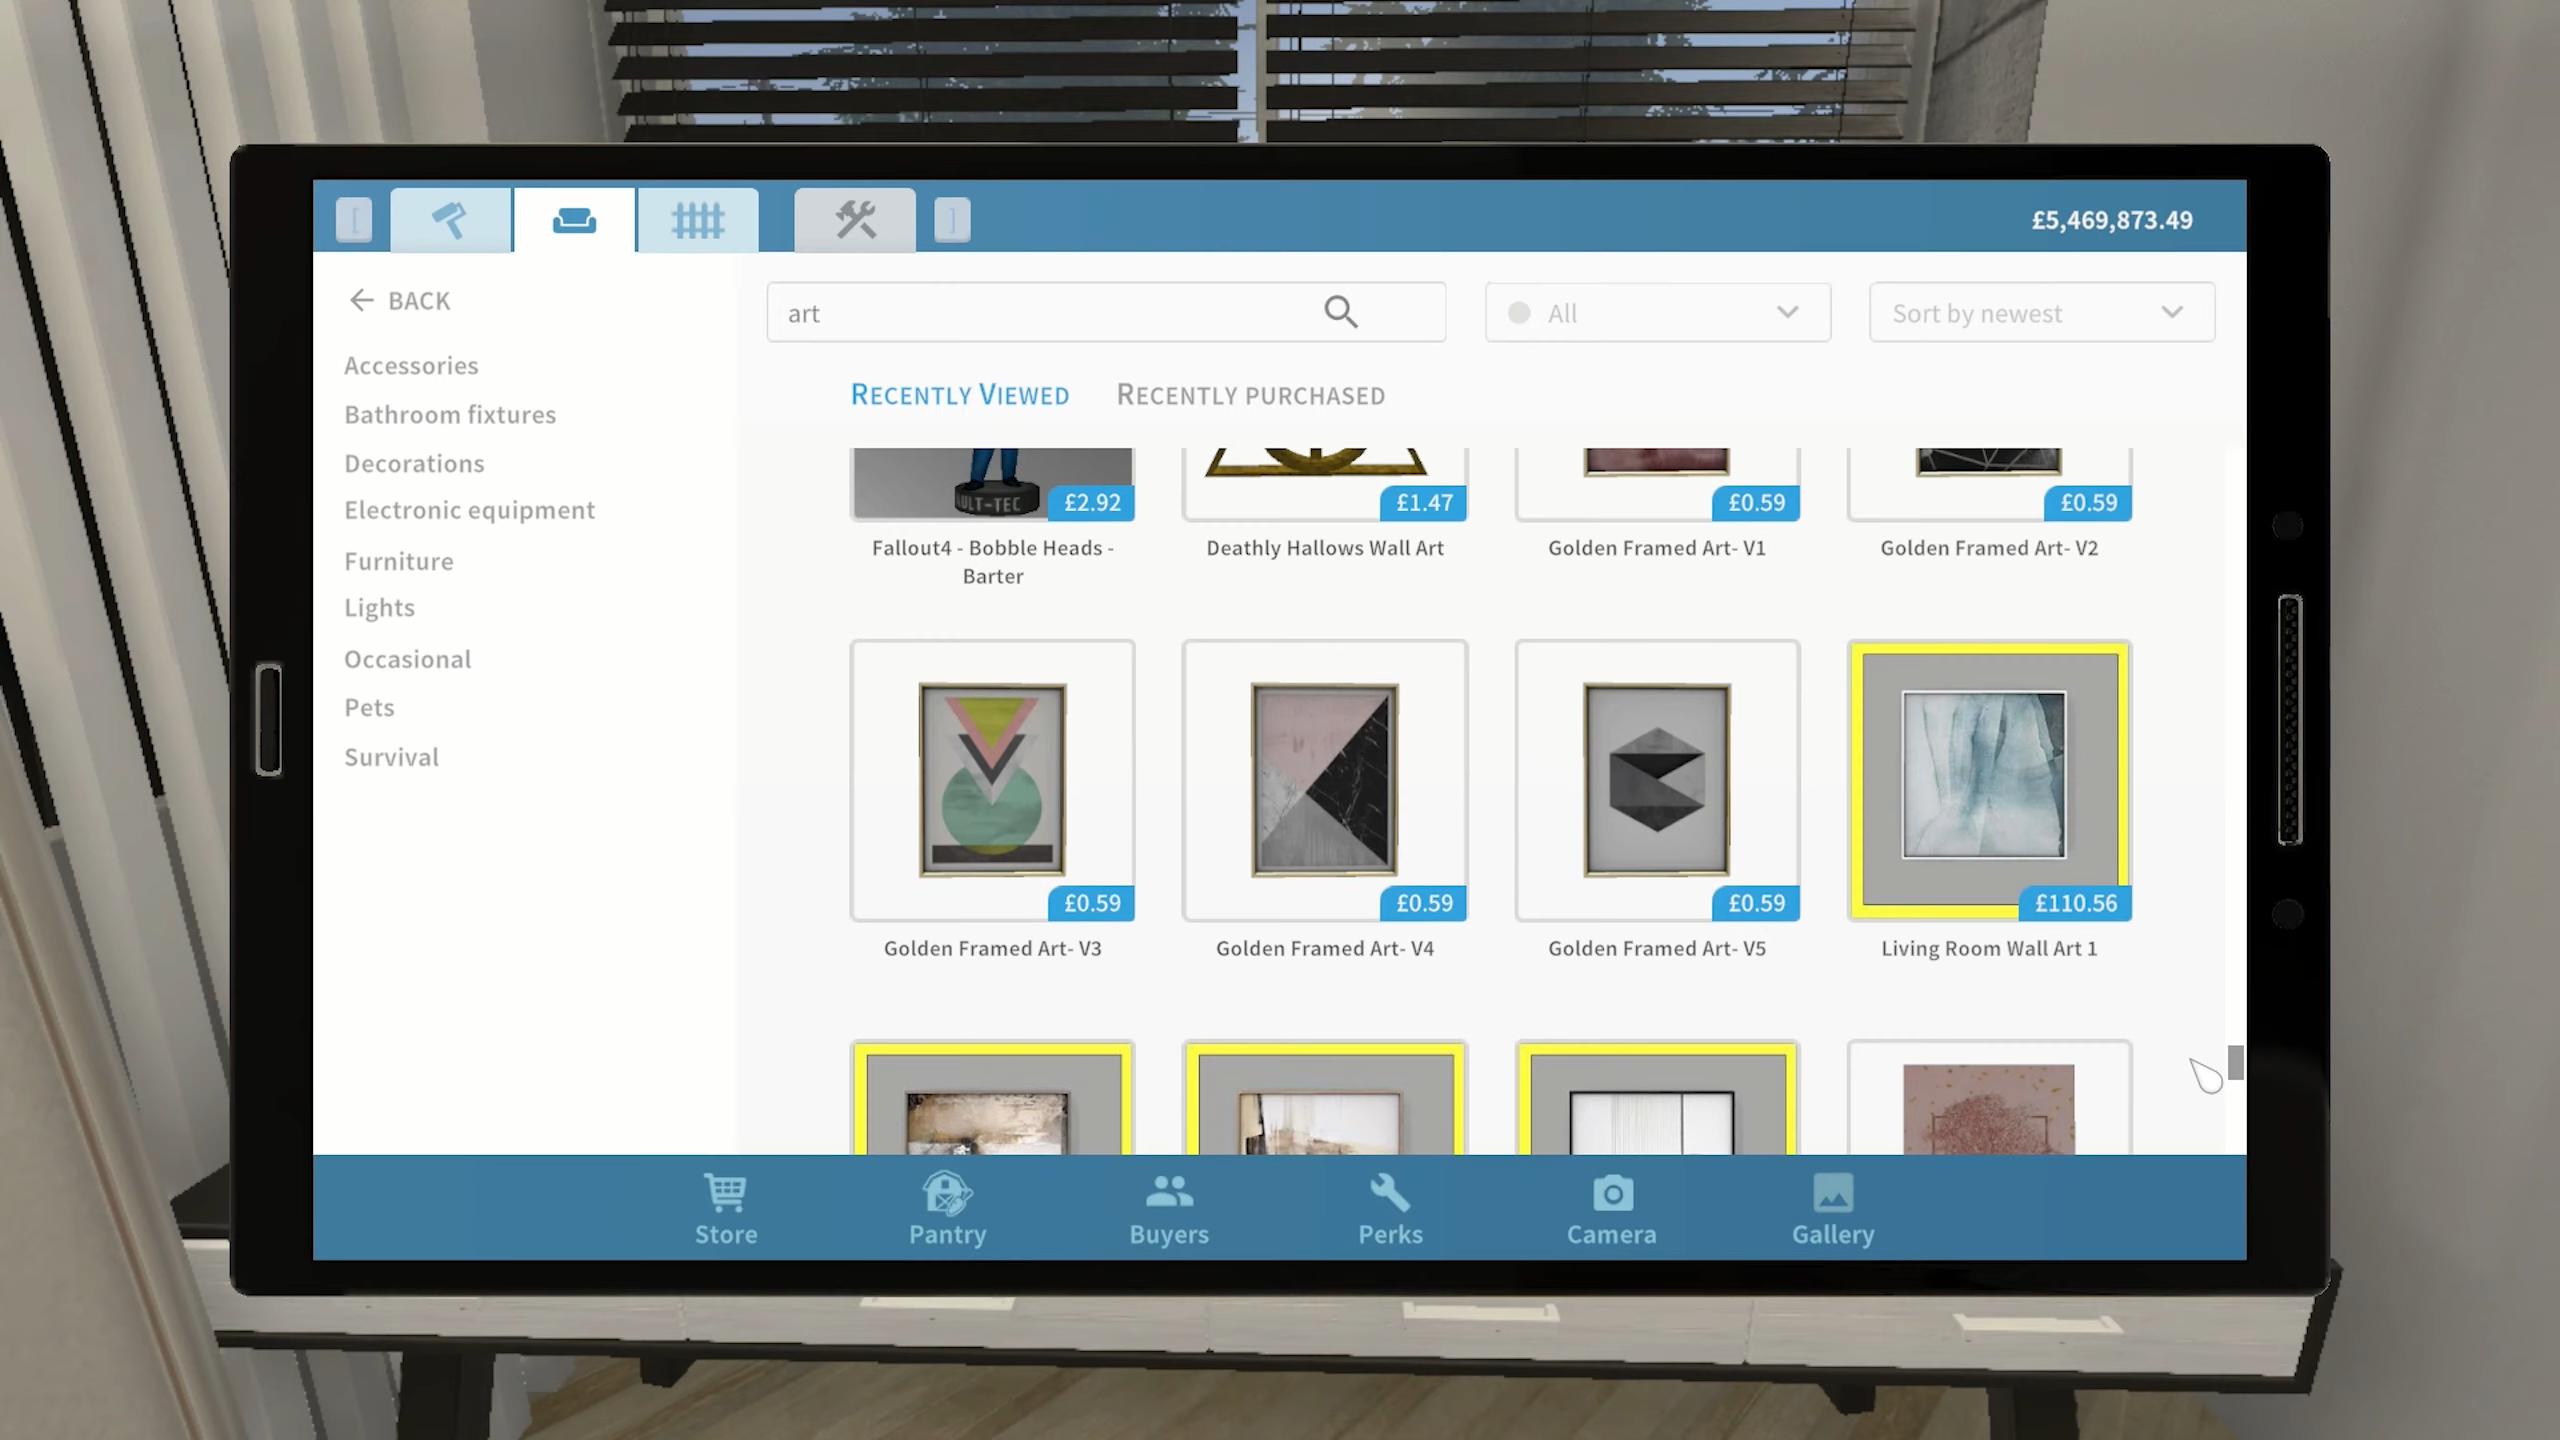 £5,469,873.49
BACK
art
All
Sort by newest
Accessories
Bathroom fixtures
Decorations
Electronic equipment
Furniture
Lights
Occasional
Pets
Survival
RECENTLY VIEWED
RECENTLY PURCHASED
ULT-TEC
£2.92
£1.47
£0.59
£0.59
Fallout4 - Bobble Heads -
Barter
Deathly Hallows Wall Art
Golden Framed Art- V1
Golden Framed Art- V2
£0.59
£0.59
£0.59
£110.56
Golden Framed Art- V3
Golden Framed Art- V4
Golden Framed Art- V5
Living Room Wall Art 1
Store
Pantry
Buyers
Perks
Camera
Gallery